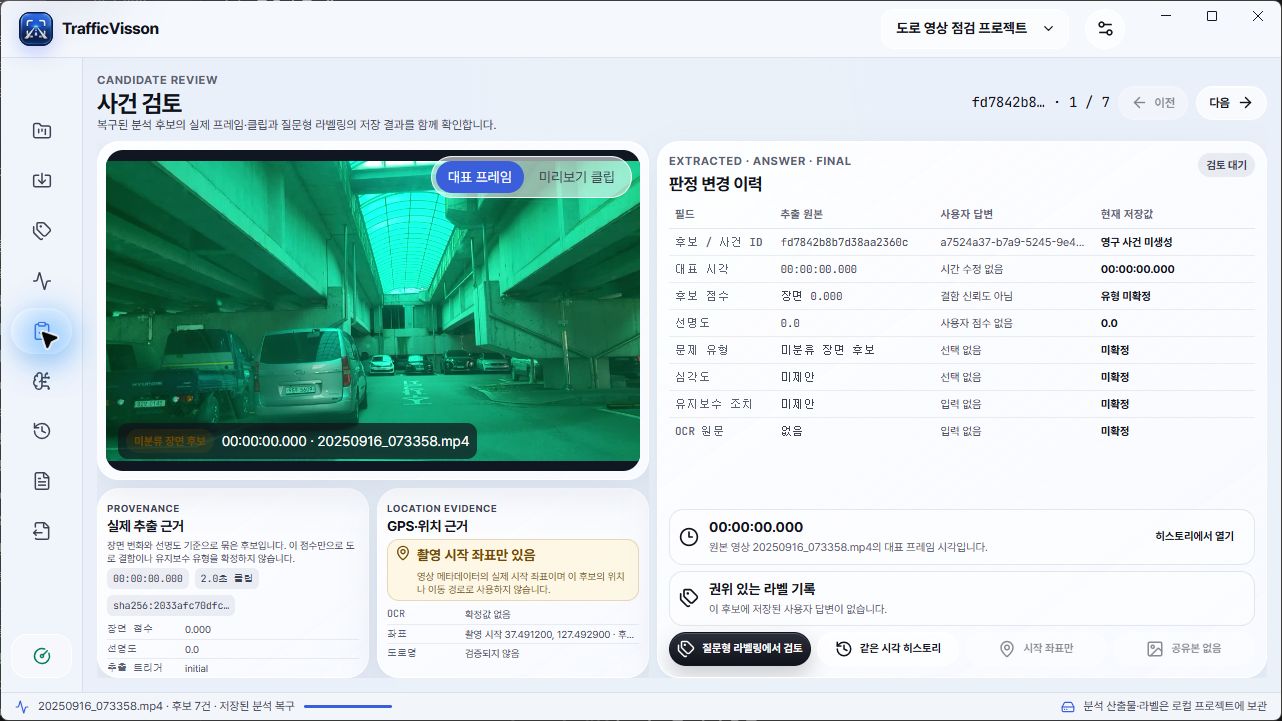 TrafficVisson
도로 영상 점검 프로젝트
CANDIDATE REVIEW
사건 검토
복구된 분석 후보의 실제 프레임·클립과 질문형 라벨링의 저장 결과를 함께 확인합니다.
fd7842b8… · 1 / 7
이전
다음
대표 프레임
미리보기 클립
미분류 장면 후보
00:00:00.000 · 20250916_073358.mp4
PROVENANCE
실제 추출 근거
장면 변화와 선명도 기준으로 묶은 후보입니다. 이 점수만으로 도
로 결함이나 유지보수 유형을 확정하지 않습니다.
00:00:00.000
2.0초 클립
sha256:2033afc70dfc…
장면 점수 0.000
선명도 0.0
추출 트리거 initial
LOCATION EVIDENCE
GPS·위치 근거
촬영 시작 좌표만 있음
영상 메타데이터의 실제 시작 좌표이며 이 후보의 위치
나 이동 경로로 사용하지 않습니다.
OCR 확정값 없음
좌표 촬영 시작 37.491200, 127.492900 · 후…
도로명 검증되지 않음
EXTRACTED · ANSWER · FINAL
판정 변경 이력
검토 대기
필드 추출 원본 사용자 답변 현재 저장값
후보 / 사건 ID fd7842b8b7d38aa2360c a7524a37-b7a9-5245-9e4… 영구 사건 미생성
대표 시각 00:00:00.000 시간 수정 없음 00:00:00.000
후보 점수 장면 0.000 결함 신뢰도 아님 유형 미확정
선명도 0.0 사용자 점수 없음 0.0
문제 유형 미분류 장면 후보 선택 없음 미확정
심각도 미제안 선택 없음 미확정
유지보수 조치 미제안 입력 없음 미확정
OCR 원문 없음 입력 없음 미확정
00:00:00.000
원본 영상 20250916_073358.mp4의 대표 프레임 시각입니다.
히스토리에서 열기
권위 있는 라벨 기록
이 후보에 저장된 사용자 답변이 없습니다.
질문형 라벨링에서 검토
같은 시각 히스토리
시작 좌표만
공유본 없음
20250916_073358.mp4 · 후보 7건 · 저장된 분석 복구
분석 산출물·라벨은 로컬 프로젝트에 보관